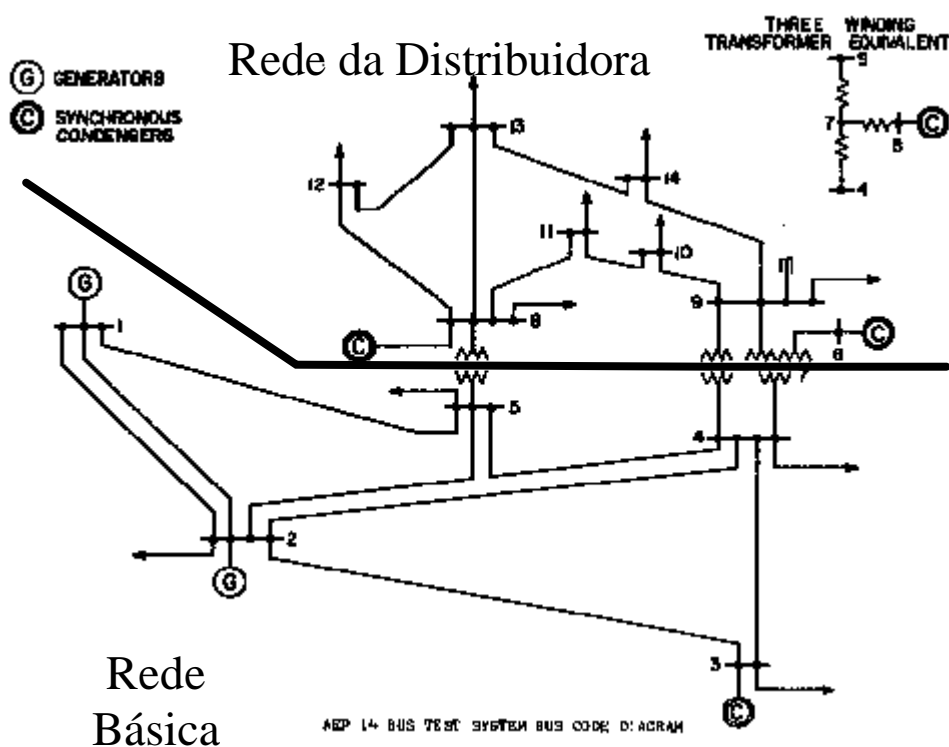 THREE WINDING
TRANSFORMER EQUIVALENT
Rede da Distribuidora
G GENERATORS
C SYNCHRONOUS
CONDENSERS
9
7
C
8
4
13
12
14
11
10
G
1
9
C
6
C
7
5
4
2
G
3
C
Rede
Básica
AEP 14 BUS TEST SYSTEM BUS CODE DIAGRAM